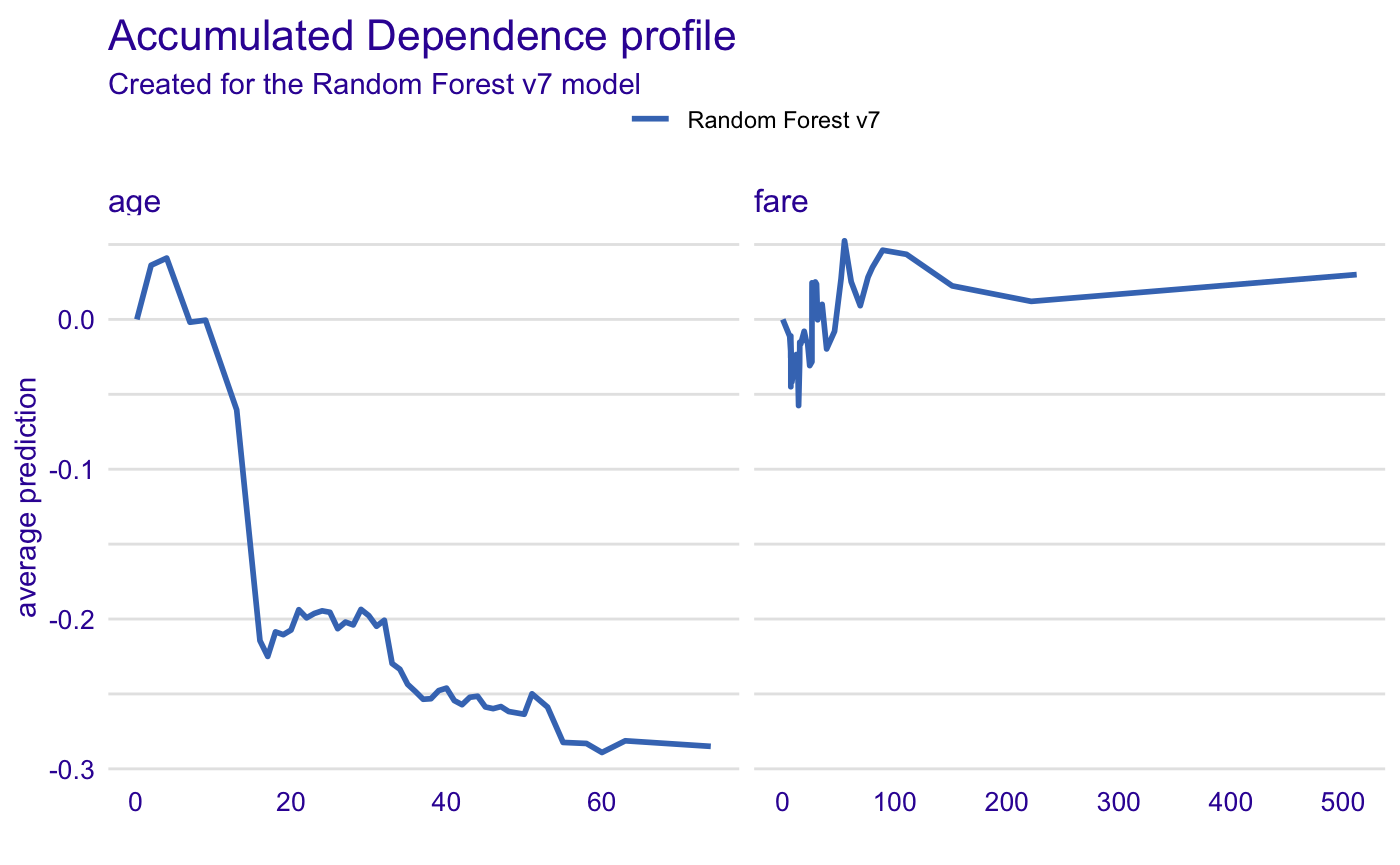 Accumulated Dependence profile
Created for the Random Forest v7 model
Random Forest v7
age
fare
average prediction
0.0
-0.1
-0.2
-0.3
0 20 40 60
0 100 200 300 400 500